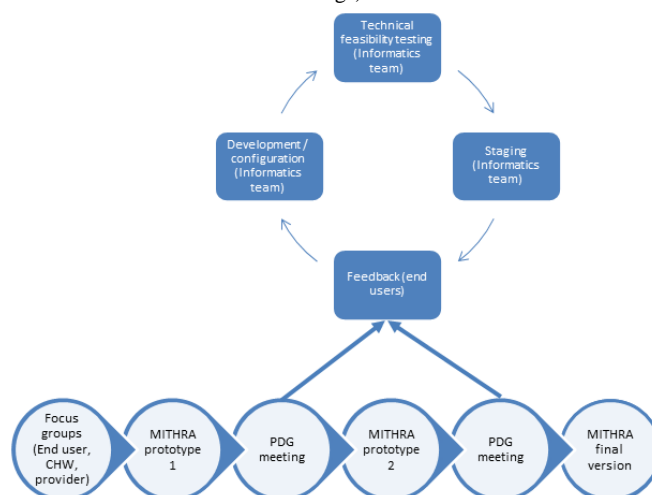 Technical
feasibility testing
(Informatics
team)
Development /
configuration
(Informatics
team)
Staging
(Informatics
team)
Feedback (end
users)
Focus
groups
(End user,
CHW,
provider)
MITHRA
prototype
1
PDG
meeting
MITHRA
prototype
2
PDG
meeting
MITHRA
final
version